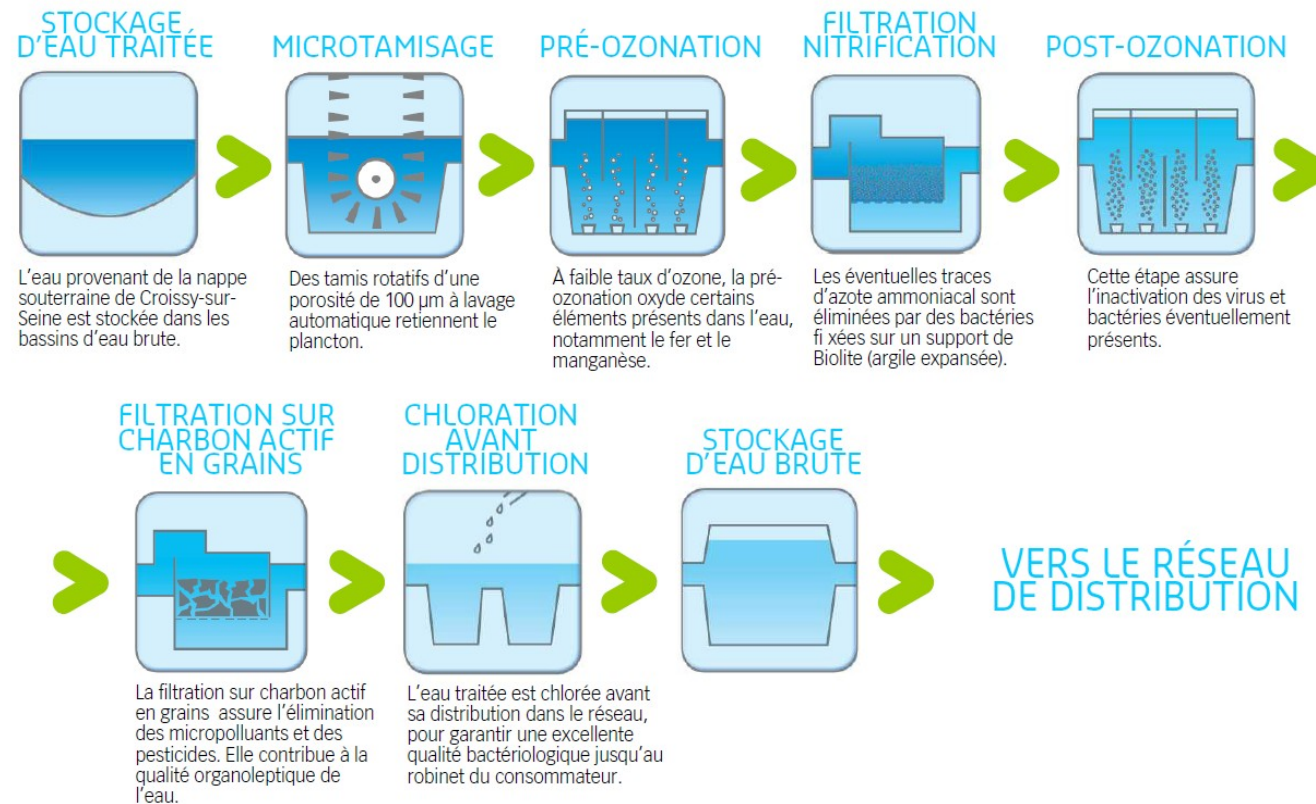 STOCKAGE
D'EAU TRAITÉE
L'eau provenant de la nappe
souterraine de Croissy-sur-
Seine est stockée dans les
bassins d'eau brute.
MICROTAMISAGE
Des tamis rotatifs d'une
porosité de 100 µm à lavage
automatique retiennent le
plancton.
PRÉ-OZONATION
À faible taux d'ozone, la pré-
ozonation oxyde certains
éléments présents dans l'eau,
notamment le fer et le
manganèse.
FILTRATION
NITRIFICATION
Les éventuelles traces
d'azote ammoniacal sont
éliminées par des bactéries
fi xées sur un support de
Biolite (argile expansée).
POST-OZONATION
Cette étape assure
l'inactivation des virus et
bactéries éventuellement
présents.
FILTRATION SUR
CHARBON ACTIF
EN GRAINS
La filtration sur charbon actif
en grains assure l'élimination
des micropolluants et des
pesticides. Elle contribue à la
qualité organoleptique de
l'eau.
CHLORATION
AVANT
DISTRIBUTION
L'eau traitée est chlorée avant
sa distribution dans le réseau,
pour garantir une excellente
qualité bactériologique jusqu'au
robinet du consommateur.
STOCKAGE
D'EAU BRUTE
VERS LE RÉSEAU
DE DISTRIBUTION